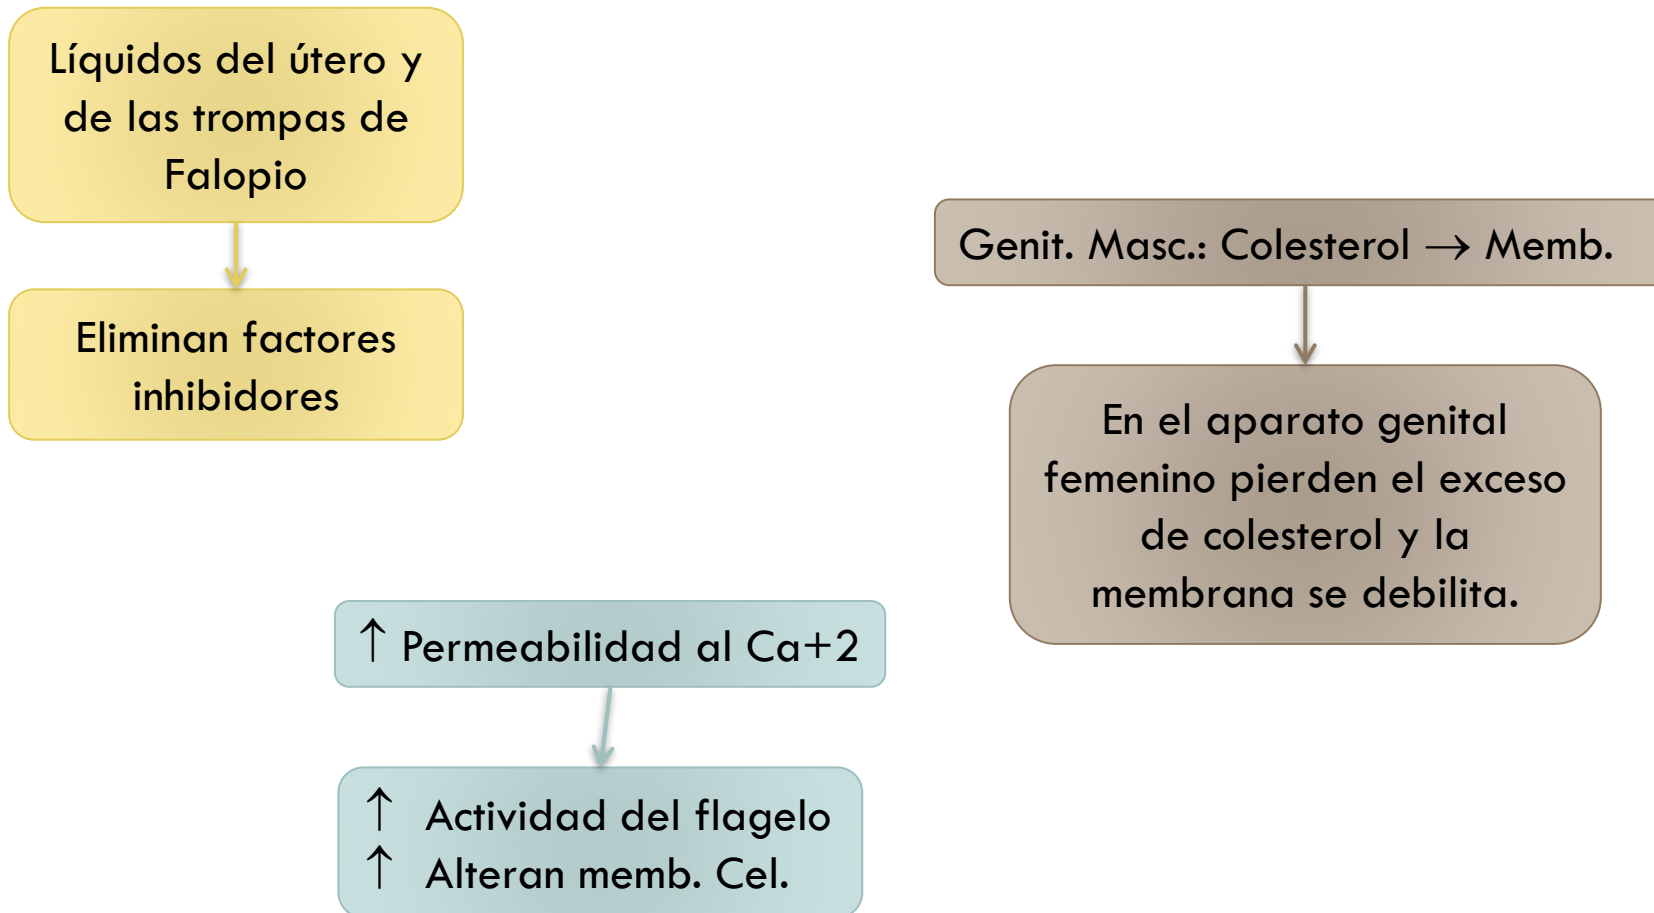 Líquidos del útero y
de las trompas de
Falopio
Eliminan factores
inhibidores
Genit. Masc.: Colesterol → Memb.
En el aparato genital
femenino pierden el exceso
de colesterol y la
membrana se debilita.
↑ Permeabilidad al Ca+2
↑ Actividad del flagelo
↑ Alteran memb. Cel.